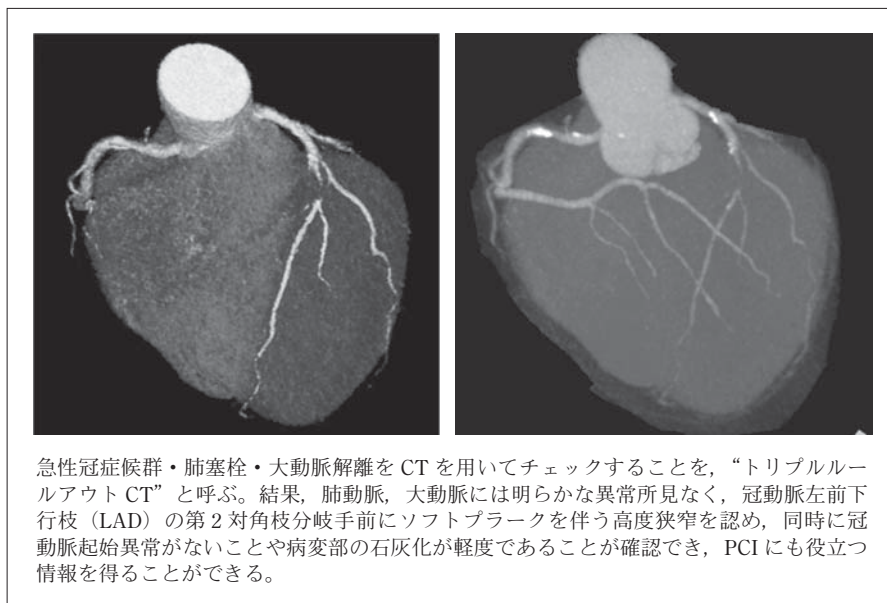 急性冠症候群・肺塞栓・大動脈解離を CT を用いてチェックすることを，“トリプルルー
ルアウト CT” と呼ぶ。結果，肺動脈，大動脈には明らかな異常所見なく，冠動脈左前下
行枝（LAD）の第 2 対角枝分岐手前にソフトプラークを伴う高度狭窄を認め，同時に冠
動脈起始異常がないことや病変部の石灰化が軽度であることが確認でき，PCI にも役立つ
情報を得ることができる。